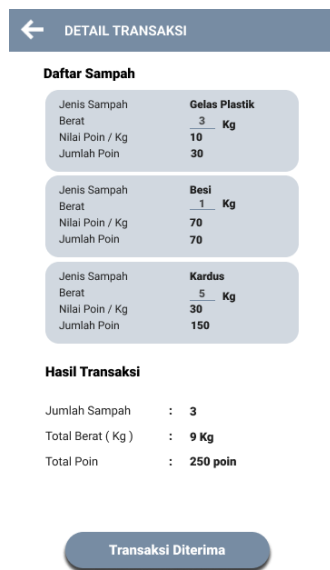 DETAIL TRANSAKSI
Daftar Sampah
Jenis Sampah Gelas Plastik
Berat 3 Kg
Nilai Poin / Kg 10
Jumlah Poin 30
Jenis Sampah Besi
Berat 1 Kg
Nilai Poin / Kg 70
Jumlah Poin 70
Jenis Sampah Kardus
Berat 5 Kg
Nilai Poin / Kg 30
Jumlah Poin 150
Hasil Transaksi
Jumlah Sampah : 3
Total Berat ( Kg ) : 9 Kg
Total Poin : 250 poin
Transaksi Diterima